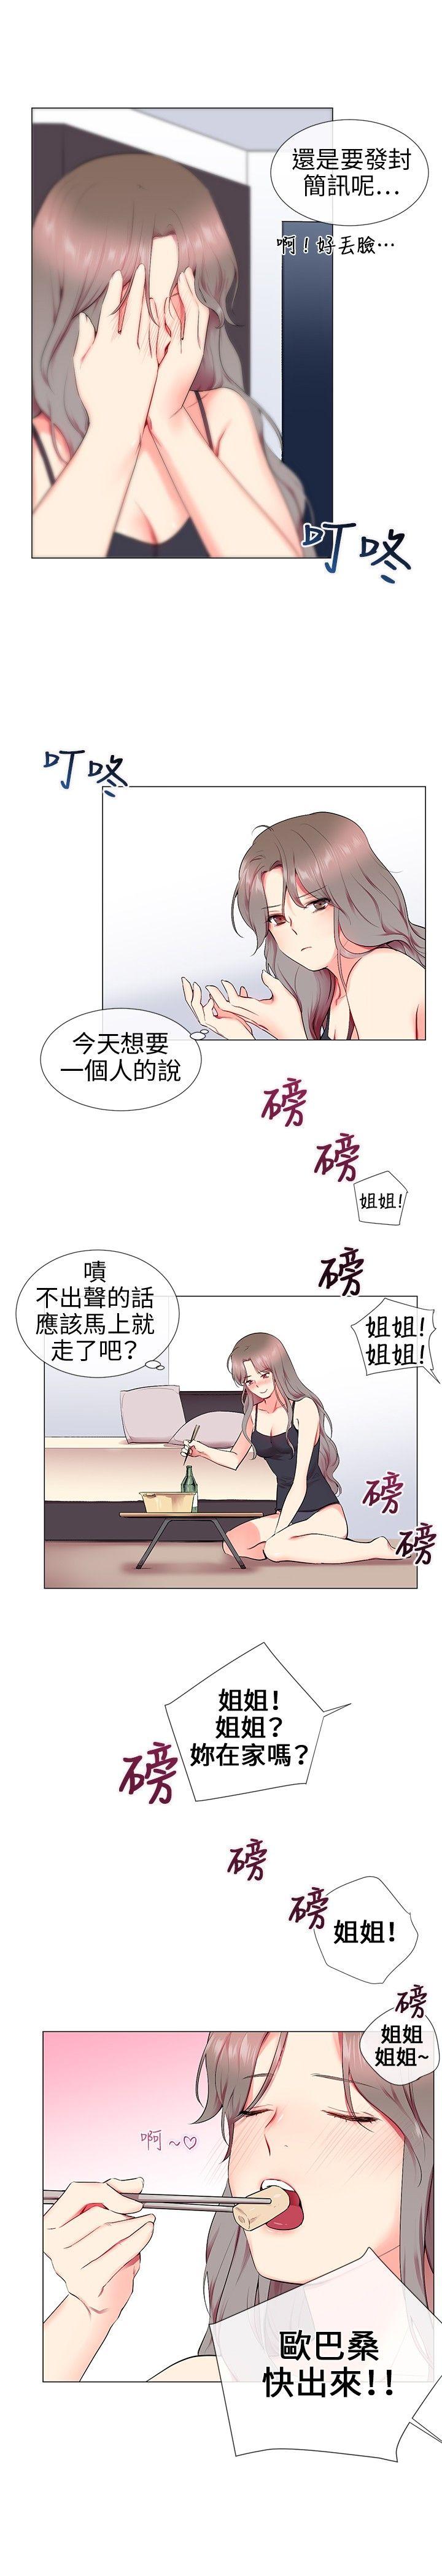 還是要發封
簡訊呢...
啊!好丟臉...
叮咚
叮咚
今天想要
一個人的說
磅
磅
姐姐!
磅
嘖
不出聲的話
應該馬上就
走了吧?
姐姐!
姐姐!
磅
磅
姐姐!
姐姐?
妳在家嗎?
磅
磅
磅
姐姐!
磅
姐姐
姐姐~
啊~♡
歐巴桑
快出來!!